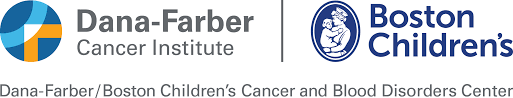 Dana-Farber
Cancer Institute
Boston
Children's
Dana-Farber/Boston Children's Cancer and Blood Disorders Center